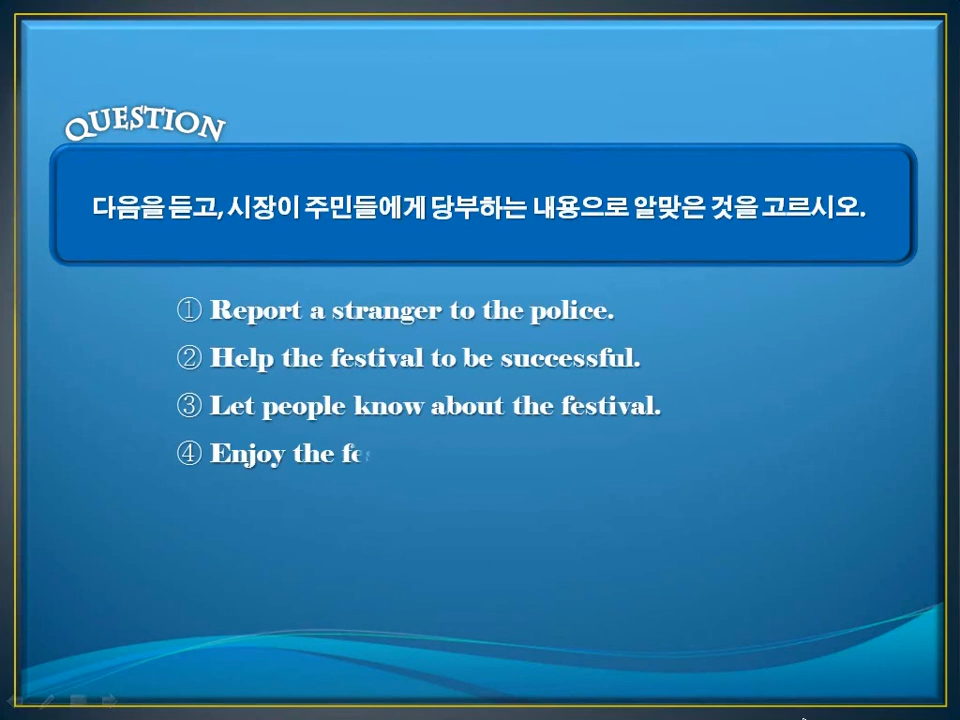 QUESTION
다음을 듣고, 시장이 주민들에게 당부하는 내용으로 알맞은 것을 고르시오.
① Report a stranger to the police.
② Help the festival to be successful.
③ Let people know about the festival.
④ Enjoy the